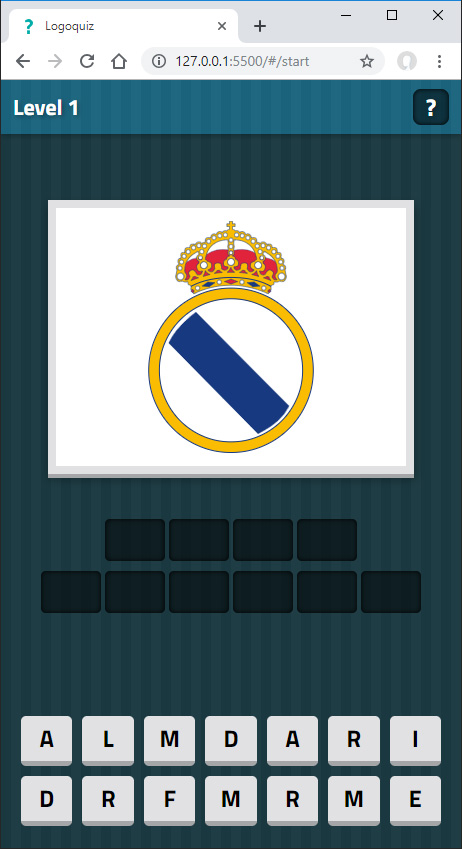 Logoquiz
127.0.0.1:5500/#/start
Level 1 ?
A L M D A R I
D R F M R M E